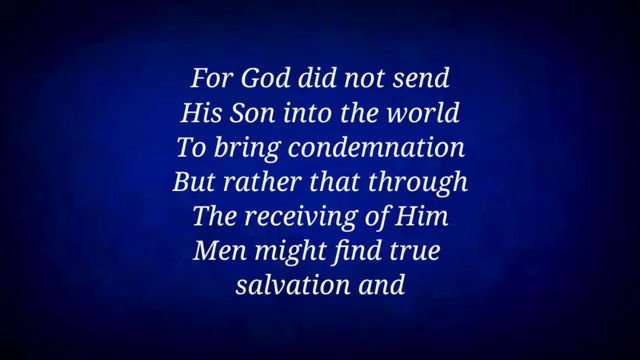 For God did not send
His Son into the world
To bring condemnation
But rather that through
The receiving of Him
Men might find true
salvation and